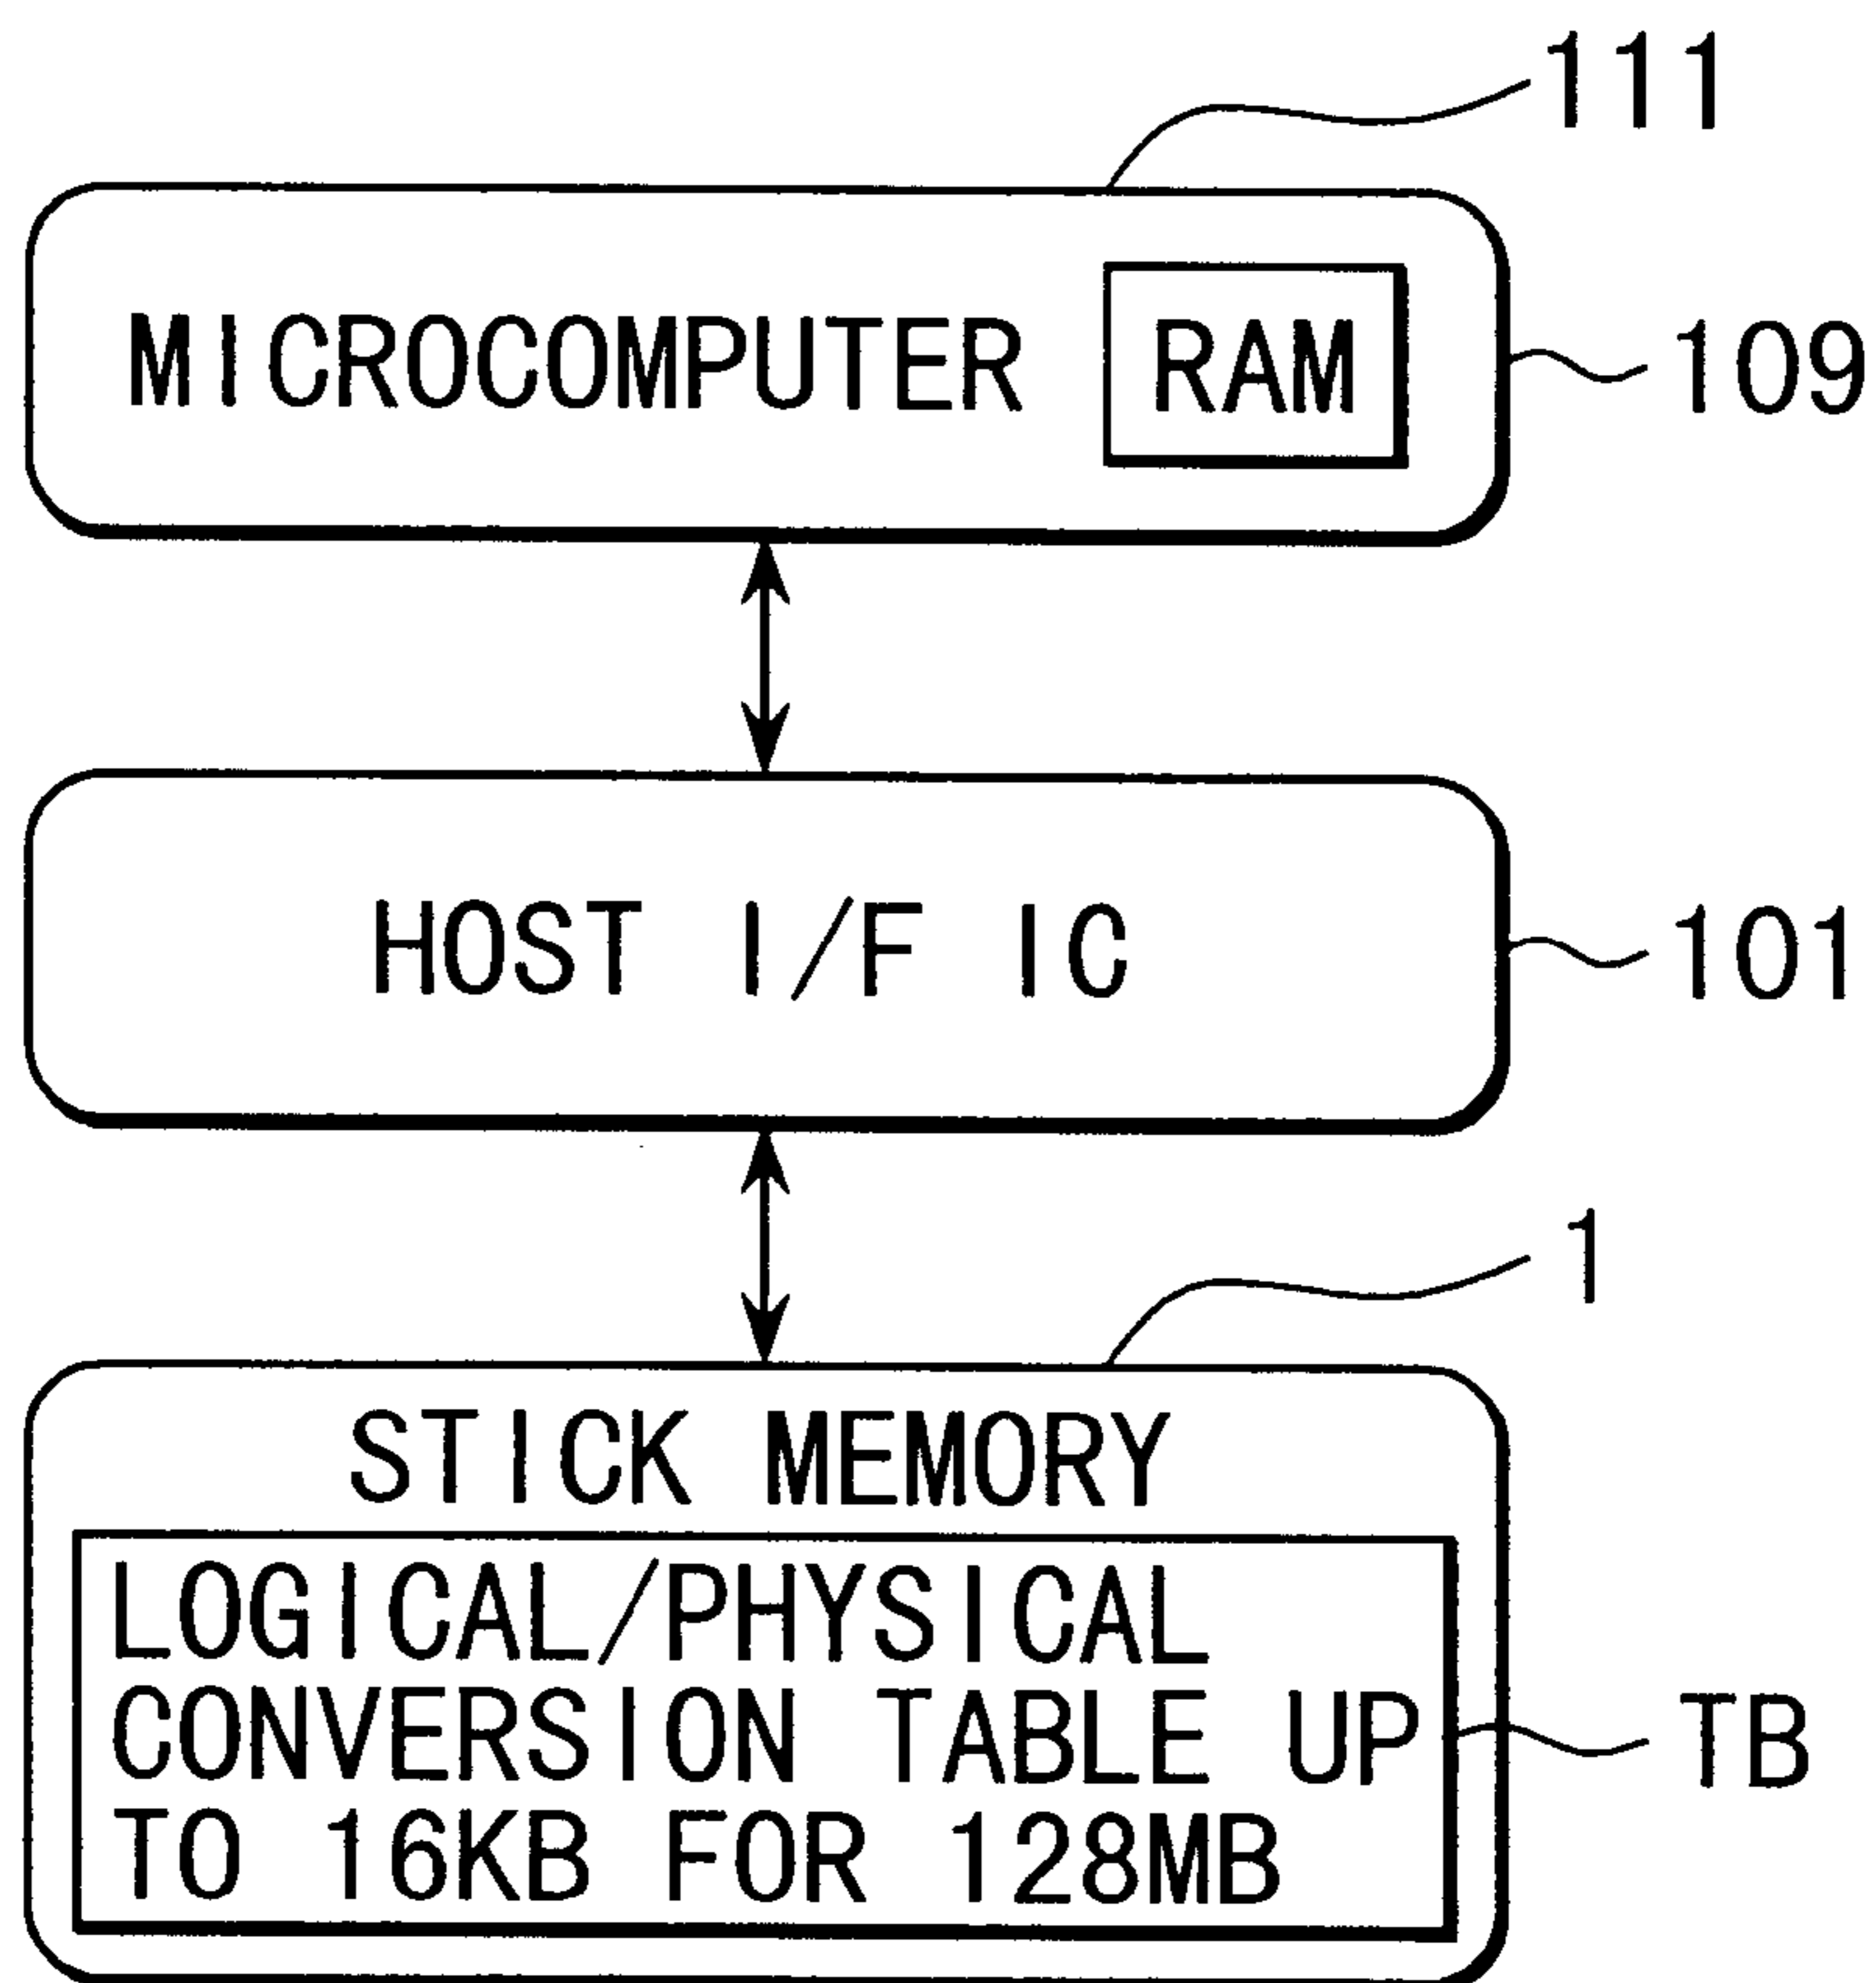 111
MICROCOMPUTER RAM 109
HOST I/F IC 101
1
STICK MEMORY
LOGICAL/PHYSICAL
CONVERSION TABLE UP TB
TO 16KB FOR 128MB